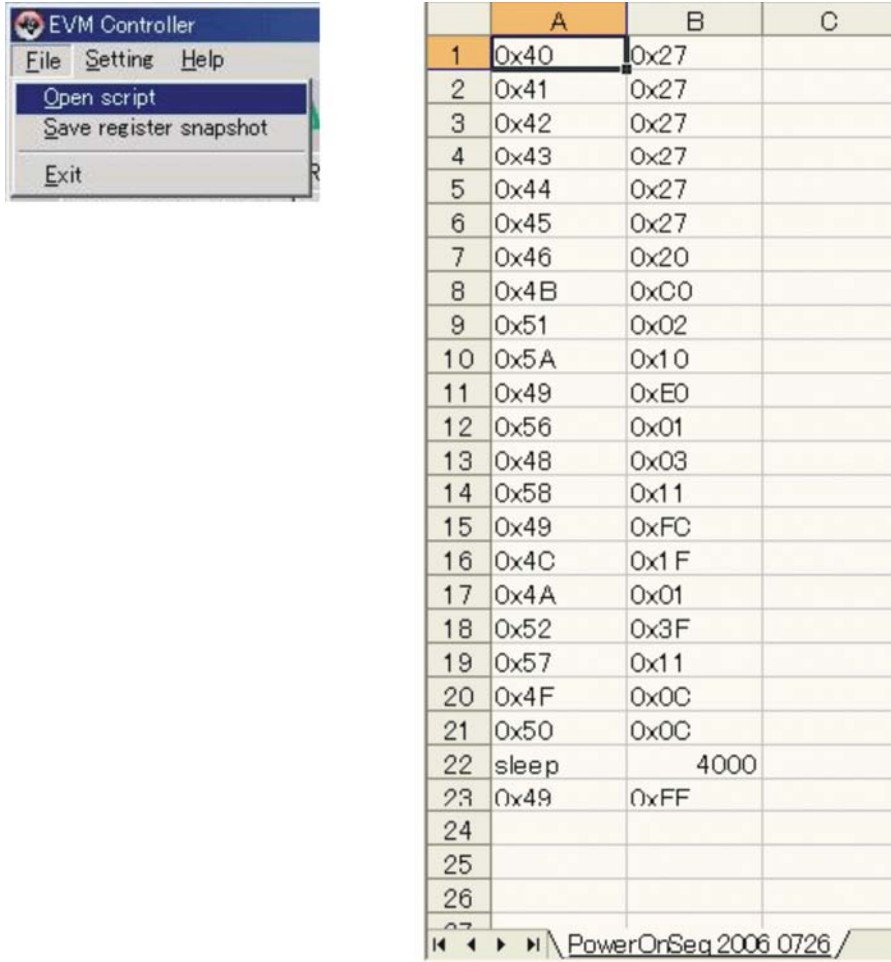 EVM Controller
File Setting Help
Open script
Save register snapshot
Exit
A B C
1 0x40 0x27
2 0x41 0x27
3 0x42 0x27
4 0x43 0x27
5 0x44 0x27
6 0x45 0x27
7 0x46 0x20
8 0x4B 0xC0
9 0x51 0x02
10 0x5A 0x10
11 0x49 0xE0
12 0x56 0x01
13 0x48 0x03
14 0x58 0x11
15 0x49 0xFC
16 0x4C 0x1F
17 0x4A 0x01
18 0x52 0x3F
19 0x57 0x11
20 0x4F 0x0C
21 0x50 0x0C
22 sleep 4000
23 0x49 0xFF
24
25
26
27
PowerOnSeq 2006 0726